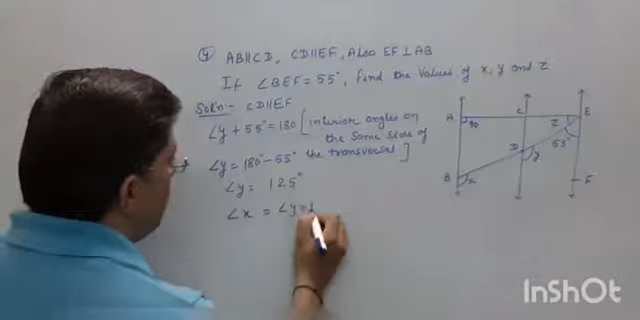 ④ AB||CD, CD||EF, Also EF⊥AB
If ∠BEF = 55°, find the values of x, y and z
Soln:- CD||EF
∠y + 55° = 180 [interior angles on
the same side of
∠y = 180° - 55° the transversal]
∠y = 125°
∠x = ∠y = 1
A C E
90 z
D y 55°
B x F
InShOt